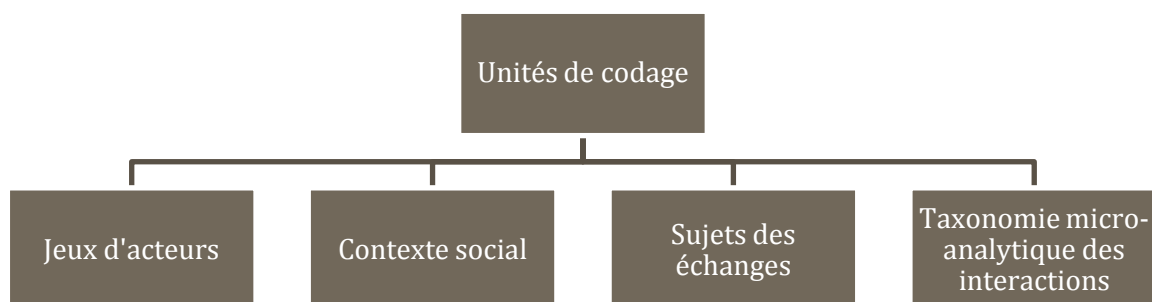 Unités de codage
Jeux d'acteurs
Contexte social
Sujets des
échanges
Taxonomie micro-
analytique des
interactions